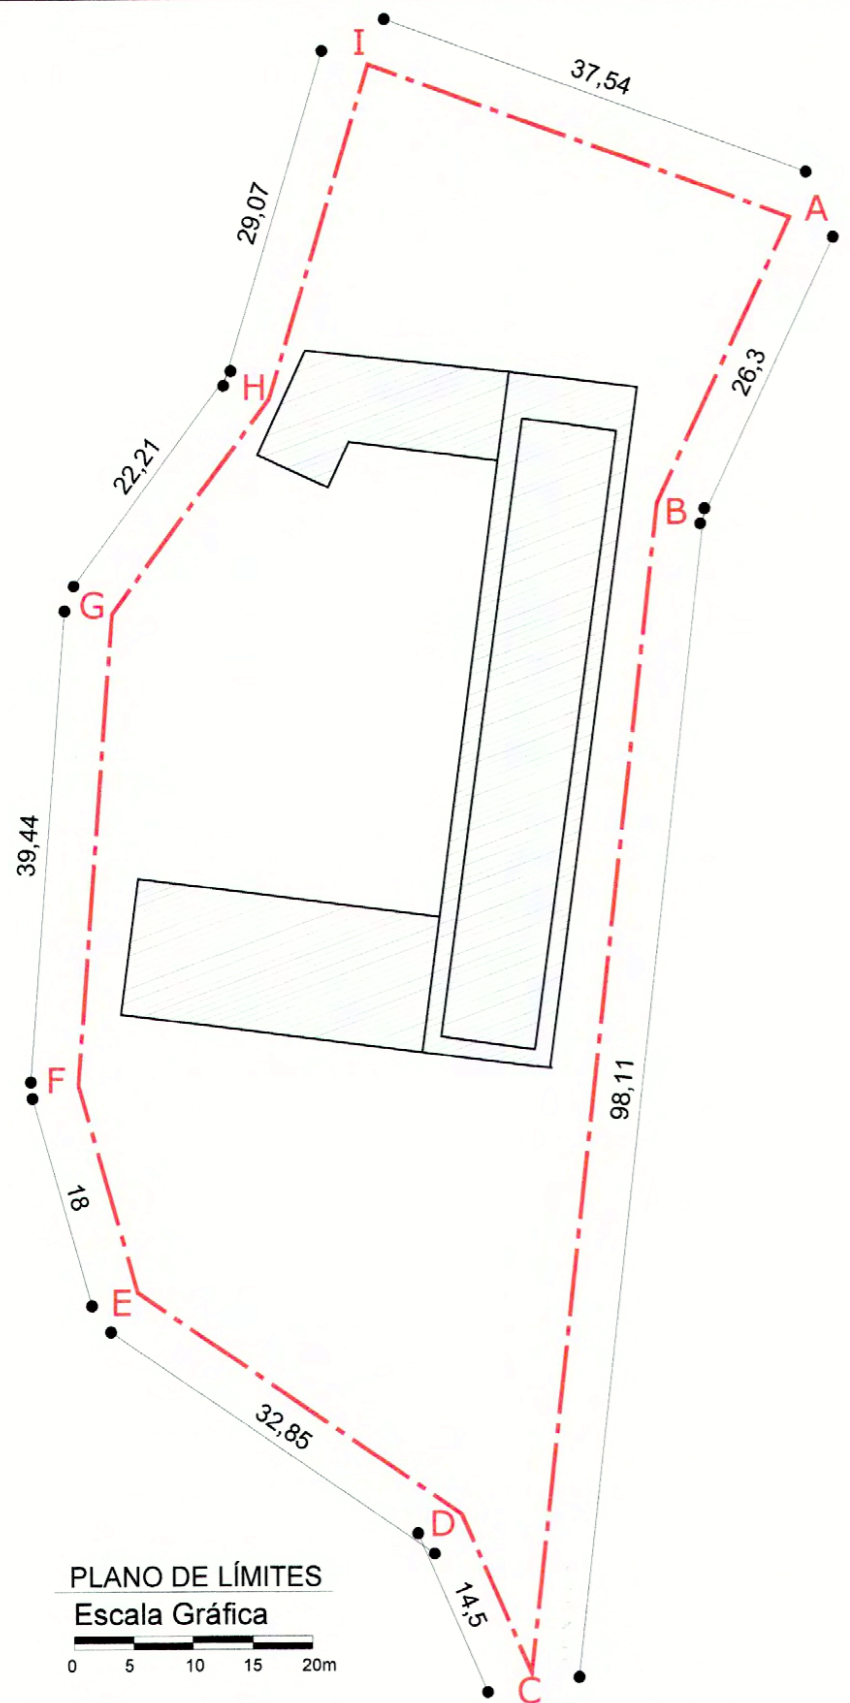 I
37,54
A
29,07
26,3
H
B
22,21
G
39,44
98,11
F
18
E
32,85
D
14,5
C
PLANO DE LÍMITES
Escala Gráfica
0 5 10 15 20m